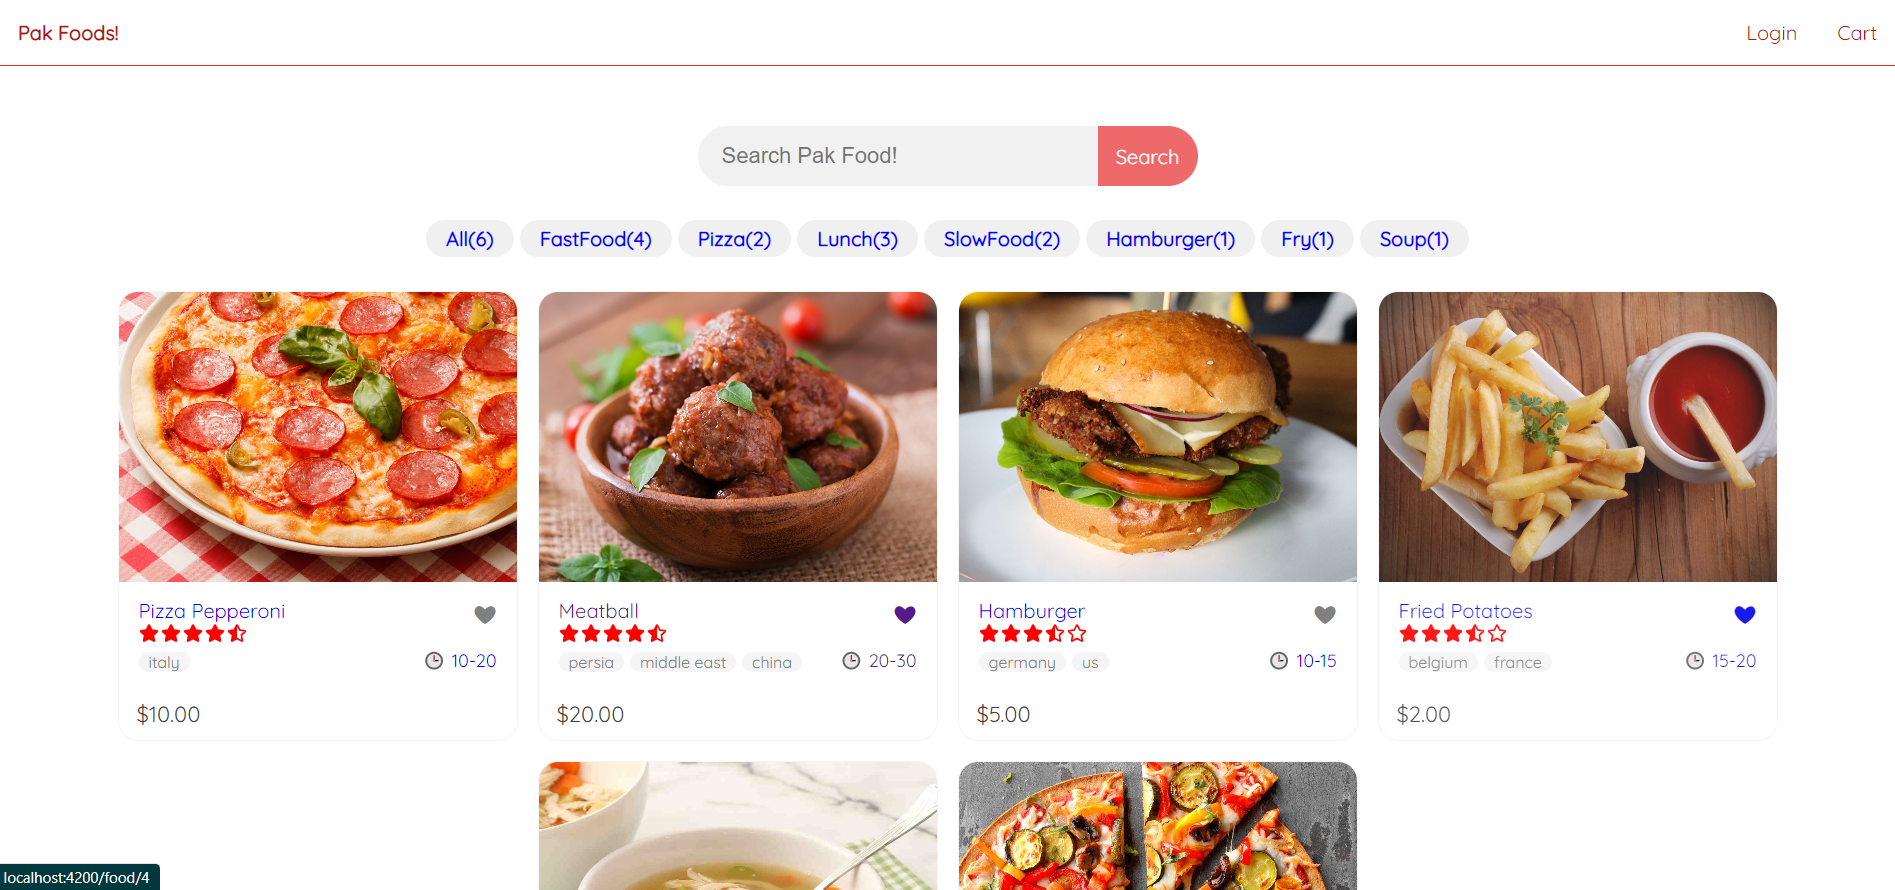 Pak Foods!
Login
Cart
Search Pak Food!
Search
All(6)
FastFood(4)
Pizza(2)
Lunch(3)
SlowFood(2)
Hamburger(1)
Fry(1)
Soup(1)
Pizza Pepperoni
italy
10-20
$10.00
Meatball
persia
middle east
china
20-30
$20.00
Hamburger
germany
us
10-15
$5.00
Fried Potatoes
belgium
france
15-20
$2.00
localhost:4200/food/4